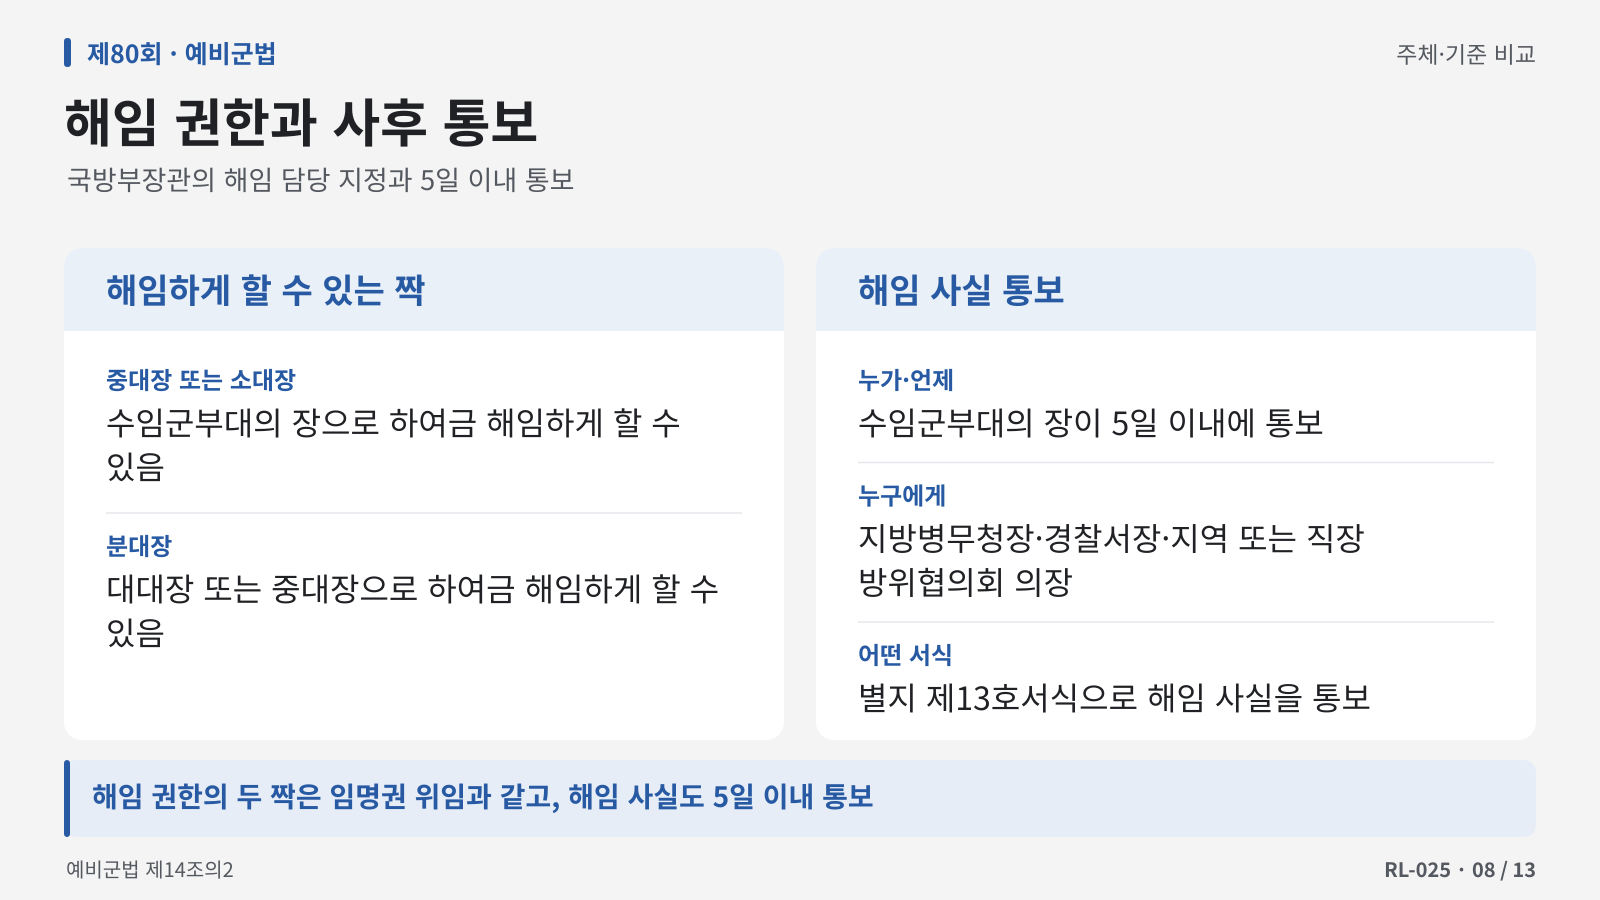 제80회 · 예비군법
주체·기준 비교
해임 권한과 사후 통보
국방부장관의 해임 담당 지정과 5일 이내 통보
해임하게 할 수 있는 짝
중대장 또는 소대장
수임군부대의 장으로 하여금 해임하게 할 수
있음
분대장
대대장 또는 중대장으로 하여금 해임하게 할 수
있음
해임 사실 통보
누가·언제
수임군부대의 장이 5일 이내에 통보
누구에게
지방병무청장·경찰서장·지역 또는 직장
방위협의회 의장
어떤 서식
별지 제13호서식으로 해임 사실을 통보
해임 권한의 두 짝은 임명권 위임과 같고, 해임 사실도 5일 이내 통보
예비군법 제14조의2
RL-025 · 08 / 13